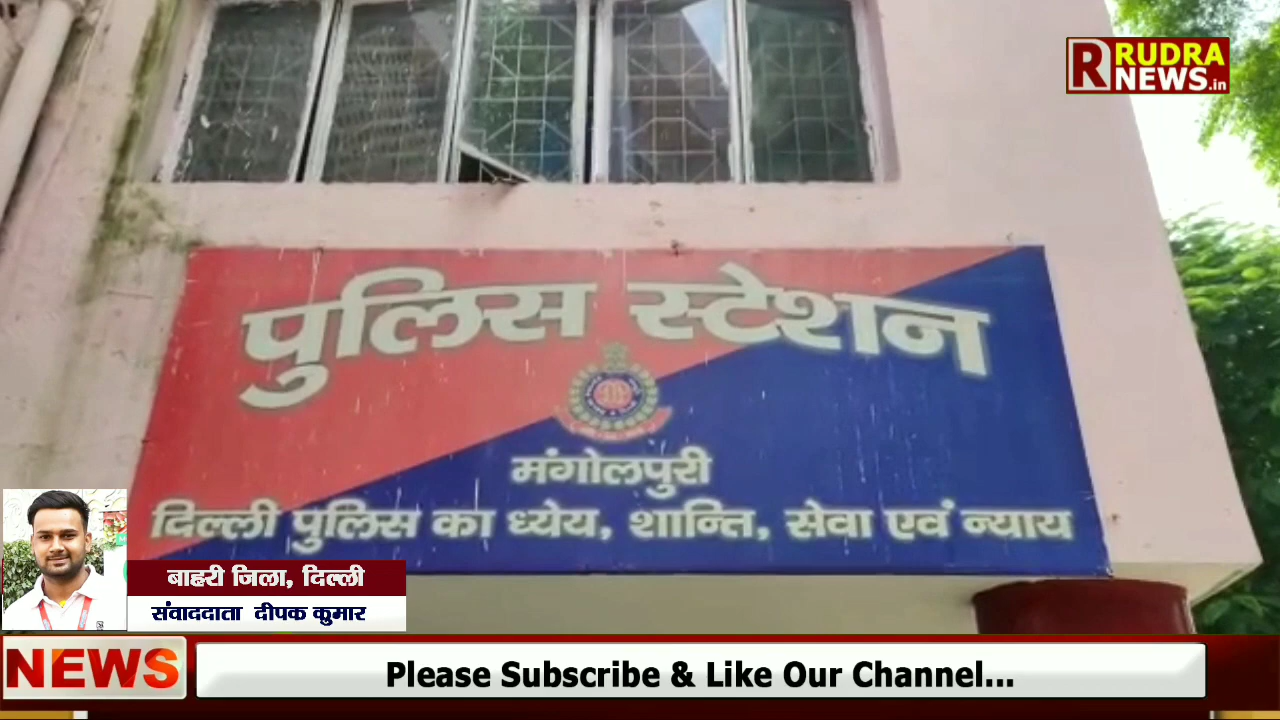 RUDRA
NEWS.in
पुलिस स्टेशन
मंगोलपुरी
दिल्ली पुलिस का ध्येय, शान्ति, सेवा एवं न्याय
बाहरी जिला, दिल्ली
संवाददाता दीपक कुमार
NEWS
Please Subscribe & Like Our Channel...